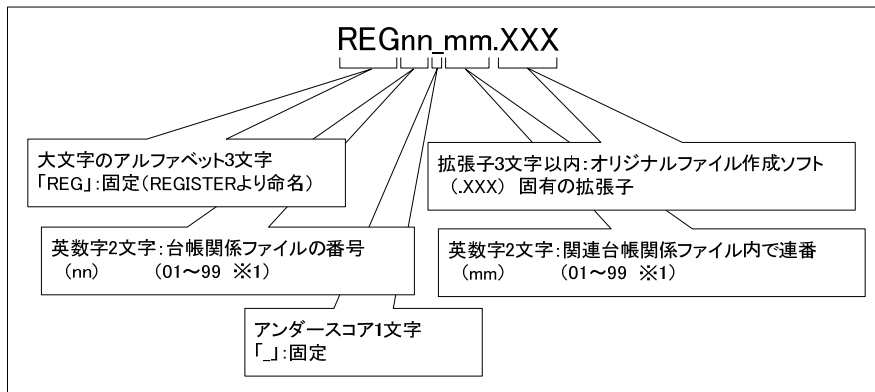 REGnn_mm.XXX
大文字のアルファベット3文字
「REG」:固定(REGISTERより命名)
拡張子3文字以内:オリジナルファイル作成ソフト
(.XXX) 固有の拡張子
英数字2文字:台帳関係ファイルの番号
(nn) (01～99 ※1)
英数字2文字:関連台帳関係ファイル内で連番
(mm) (01～99 ※1)
アンダースコア1文字
「_」:固定